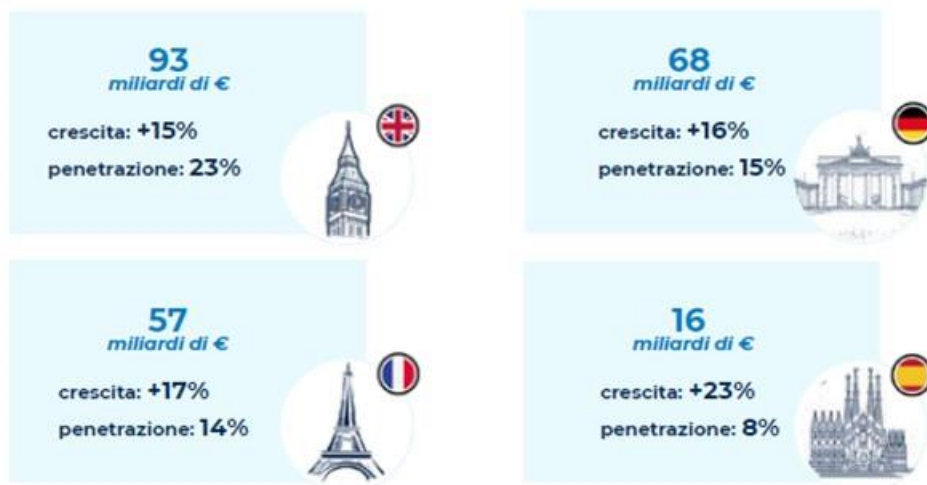 93
miliardi di €
crescita: +15%
penetrazione: 23%
68
miliardi di €
crescita: +16%
penetrazione: 15%
57
miliardi di €
crescita: +17%
penetrazione: 14%
16
miliardi di €
crescita: +23%
penetrazione: 8%